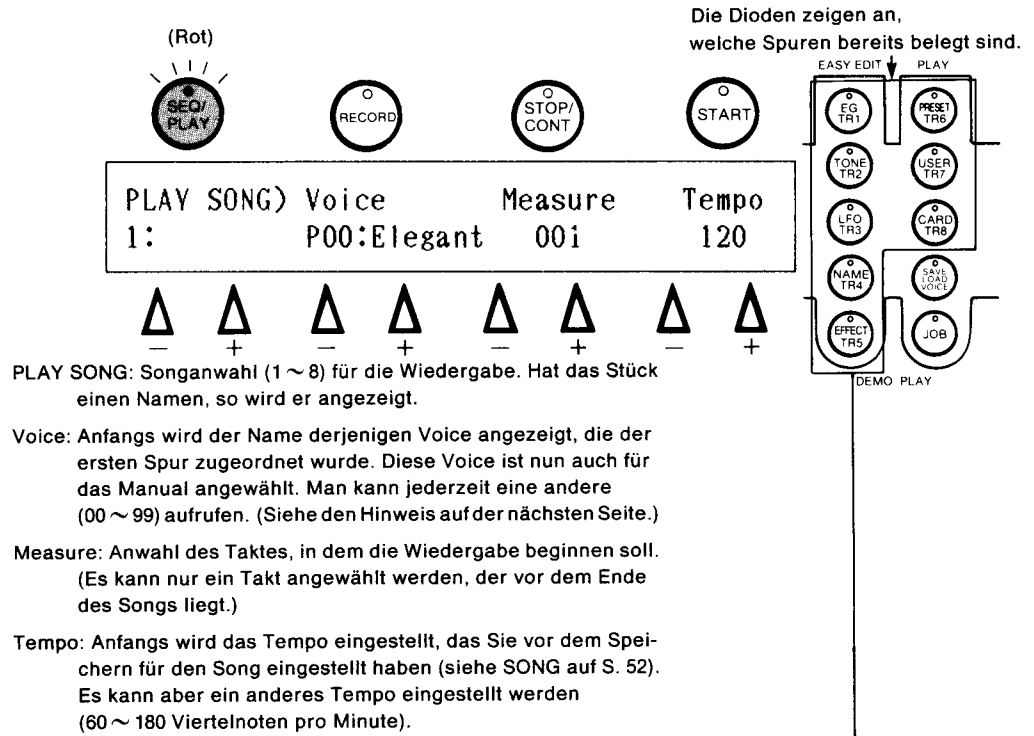 Die Dioden zeigen an,
welche Spuren bereits belegt sind.
(Rot)
EASY EDIT PLAY
SEQ/
PLAY
RECORD
STOP/
CONT
START
EG
TR1
PRESET
TR6
TONE
TR2
USER
TR7
LFO
TR3
CARD
TR8
NAME
TR4
SAVE
LOAD
VOICE
EFFECT
TR5
JOB
DEMO PLAY
PLAY SONG) Voice Measure Tempo
1: P00:Elegant 001 120
− + − + − + − +
PLAY SONG: Songanwahl (1 ~ 8) für die Wiedergabe. Hat das Stück
einen Namen, so wird er angezeigt.
Voice: Anfangs wird der Name derjenigen Voice angezeigt, die der
ersten Spur zugeordnet wurde. Diese Voice ist nun auch für
das Manual angewählt. Man kann jederzeit eine andere
(00 ~ 99) aufrufen. (Siehe den Hinweis auf der nächsten Seite.)
Measure: Anwahl des Taktes, in dem die Wiedergabe beginnen soll.
(Es kann nur ein Takt angewählt werden, der vor dem Ende
des Songs liegt.)
Tempo: Anfangs wird das Tempo eingestellt, das Sie vor dem Spei-
chern für den Song eingestellt haben (siehe SONG auf S. 52).
Es kann aber ein anderes Tempo eingestellt werden
(60 ~ 180 Viertelnoten pro Minute).